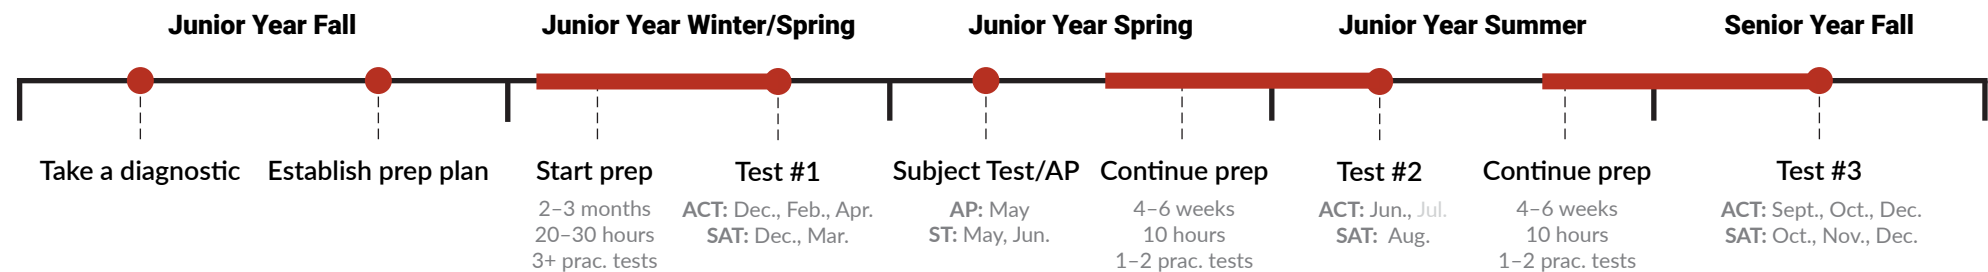 Junior Year Fall
Junior Year Winter/Spring
Junior Year Spring
Junior Year Summer
Senior Year Fall
Take a diagnostic
Establish prep plan
Start prep
2–3 months
20–30 hours
3+ prac. tests
Test #1
ACT: Dec., Feb., Apr.
SAT: Dec., Mar.
Subject Test/AP
AP: May
ST: May, Jun.
Continue prep
4–6 weeks
10 hours
1–2 prac. tests
Test #2
ACT: Jun., Jul.
SAT: Aug.
Continue prep
4–6 weeks
10 hours
1–2 prac. tests
Test #3
ACT: Sept., Oct., Dec.
SAT: Oct., Nov., Dec.